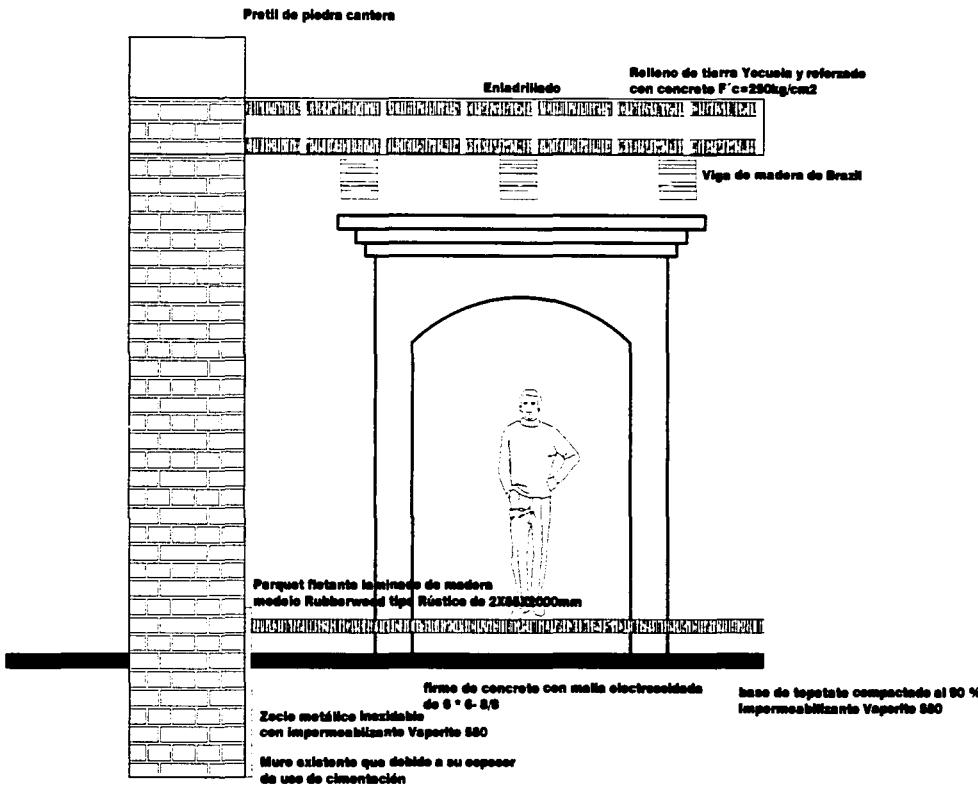 Pretil de piedra cantera
Enladrillado
Relleno de tierra Yocuela y reforzado
con concreto F´c=250kg/cm2
Viga de madera de Brazil
Parquet flotante laminado de madera
modelo Rubberwood tipo Rústico de
firme de concreto con malla electrosoldada
de 6 * 6- 8/8
base de tepetate compactado al 90 %
Impermeabilizante Vaporite 550
Zoclo metálico inoxidable
con impermeabilizante Vaporite 550
Muro existente que debido a su espesor
da uso de cimentación